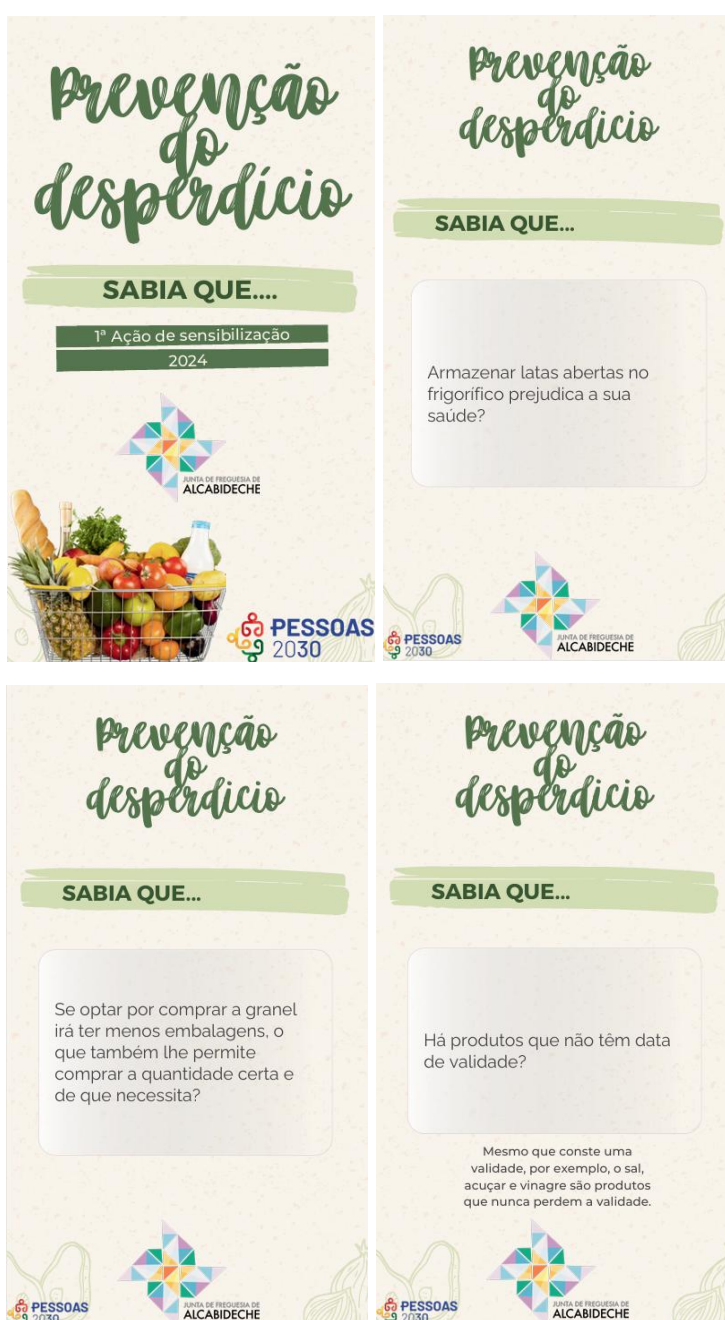 Prevenção
do
desperdício
SABIA QUE....
1ª Ação de sensibilização
2024
JUNTA DE FREGUESIA DE
ALCABIDECHE
PESSOAS
2030
Prevenção
do
desperdicio
SABIA QUE...
Armazenar latas abertas no
frigorífico prejudica a sua
saúde?
JUNTA DE FREGUESIA DE
ALCABIDECHE
PESSOAS
2030
Prevenção
do
desperdicio
SABIA QUE...
Se optar por comprar a granel
irá ter menos embalagens, o
que também lhe permite
comprar a quantidade certa e
de que necessita?
JUNTA DE FREGUESIA DE
ALCABIDECHE
PESSOAS
2030
Prevenção
do
desperdicio
SABIA QUE...
Há produtos que não têm data
de validade?
Mesmo que conste uma
validade, por exemplo, o sal,
acuçar e vinagre são produtos
que nunca perdem a validade.
JUNTA DE FREGUESIA DE
ALCABIDECHE
PESSOAS
2030